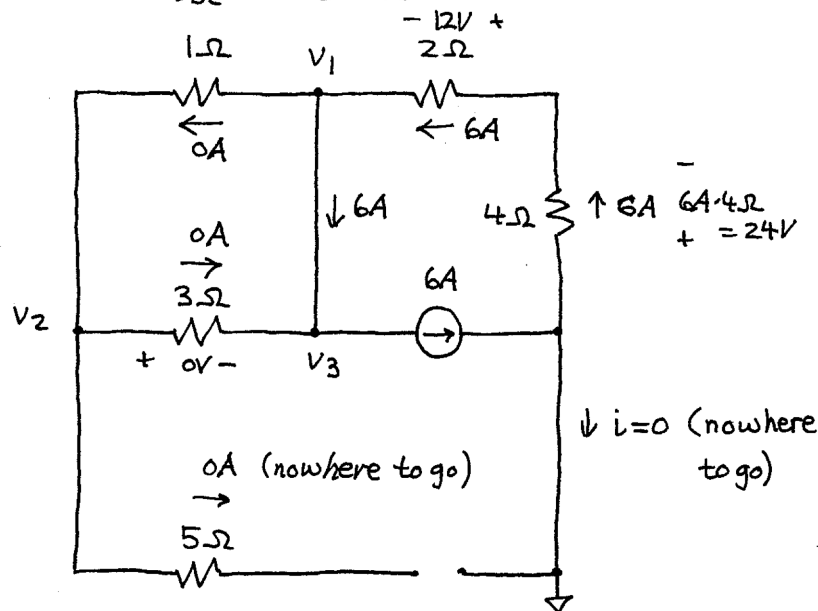 - 12V +
1Ω
V1
2Ω
← 6A
←
0A
↓ 6A
4Ω
↑ 6A
-
6A·4Ω
+ = 24V
0A
→
6A
3Ω
V2
+ 0V -
V3
→
↓ i=0 (nowhere
to go)
0A (nowhere to go)
→
5Ω